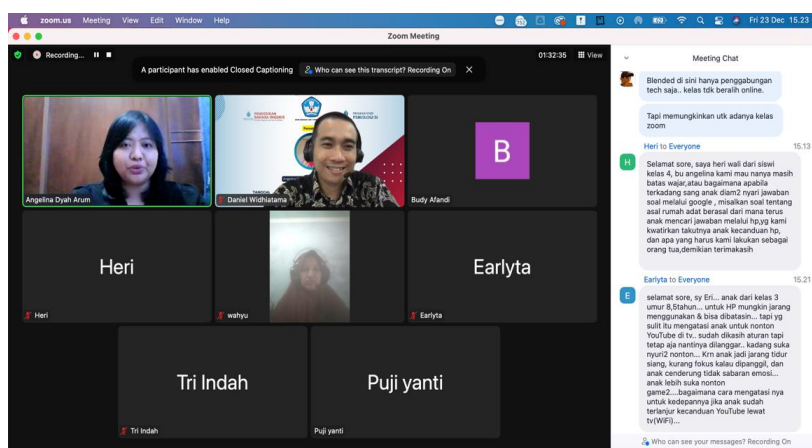 zoom.us Meeting View Edit Window Help
Fri 23 Dec 15.23
Zoom Meeting
Recording...
01:32:35 View
A participant has enabled Closed Captioning Who can see this transcript? Recording On
Angelina Dyah Arum
Daniel Widhiatama
B
Budy Afandi
Heri
Heri
wahyu
Earlyta
Earlyta
Tri Indah
Tri Indah
Puji yanti
Puji yanti
Meeting Chat
Blended di sini hanya penggabungan
tech saja.. kelas tdk beralih online.
Tapi memungkinkan utk adanya kelas
zoom
Heri to Everyone 15.13
H
Selamat sore, saya heri wali dari siswi
kelas 4, bu angelina kami mau nanya masih
batas wajar,atau bagaimana apabila
terkadang sang anak diam2 nyari jawaban
soal melalui google , misalkan soal tentang
asal rumah adat berasal dari mana terus
anak mencari jawaban melalui hp,yg kami
kwatirkan takutnya anak kecanduan hp,
dan apa yang harus kami lakukan sebagai
orang tua,demikian terimakasih
Earlyta to Everyone 15.21
E
selamat sore, sy Eri... anak dari kelas 3
umur 8,5tahun... untuk HP mungkin jarang
menggunakan & bisa dibatasin... tapi yg
sulit itu mengatasi anak untuk nonton
YouTube di tv.. sudah dikasih aturan tapi
tetap aja nantinya dilanggar.. kadang suka
nyuri2 nonton... Krn anak jadi jarang tidur
siang, kurang fokus kalau dipanggil, dan
anak cenderung tidak sabaran emosi...
anak lebih suka nonton
game2....bagaimana cara mengatasi nya
untuk kedepannya jika anak sudah
terlanjur kecanduan YouTube lewat
tv(WiFi)...
Who can see your messages? Recording On